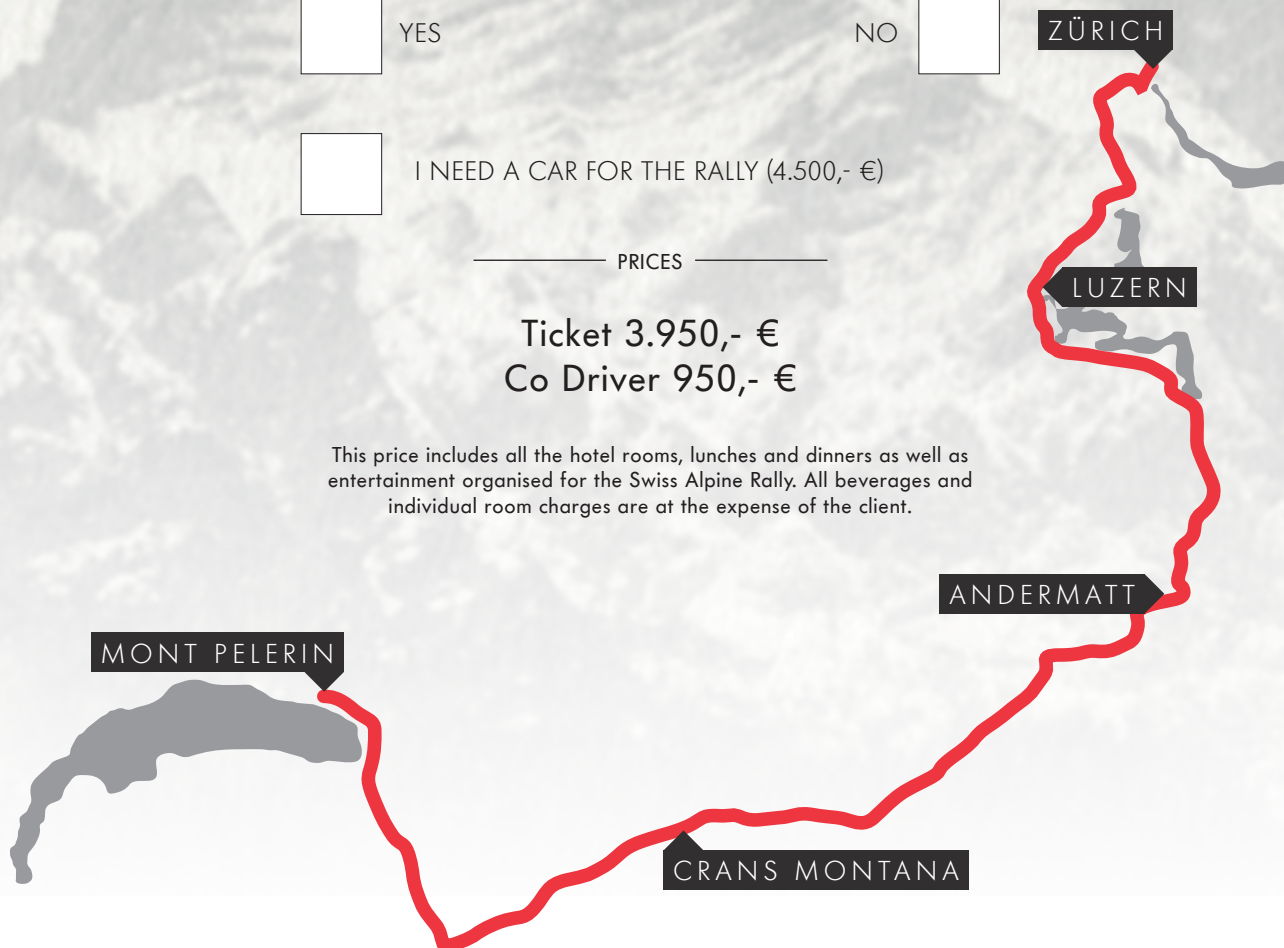 YES
NO
ZÜRICH
I NEED A CAR FOR THE RALLY (4.500,- €)
PRICES
LUZERN
Ticket 3.950,- €
Co Driver 950,- €
This price includes all the hotel rooms, lunches and dinners as well as
entertainment organised for the Swiss Alpine Rally. All beverages and
individual room charges are at the expense of the client.
ANDERMATT
MONT PELERIN
CRANS MONTANA